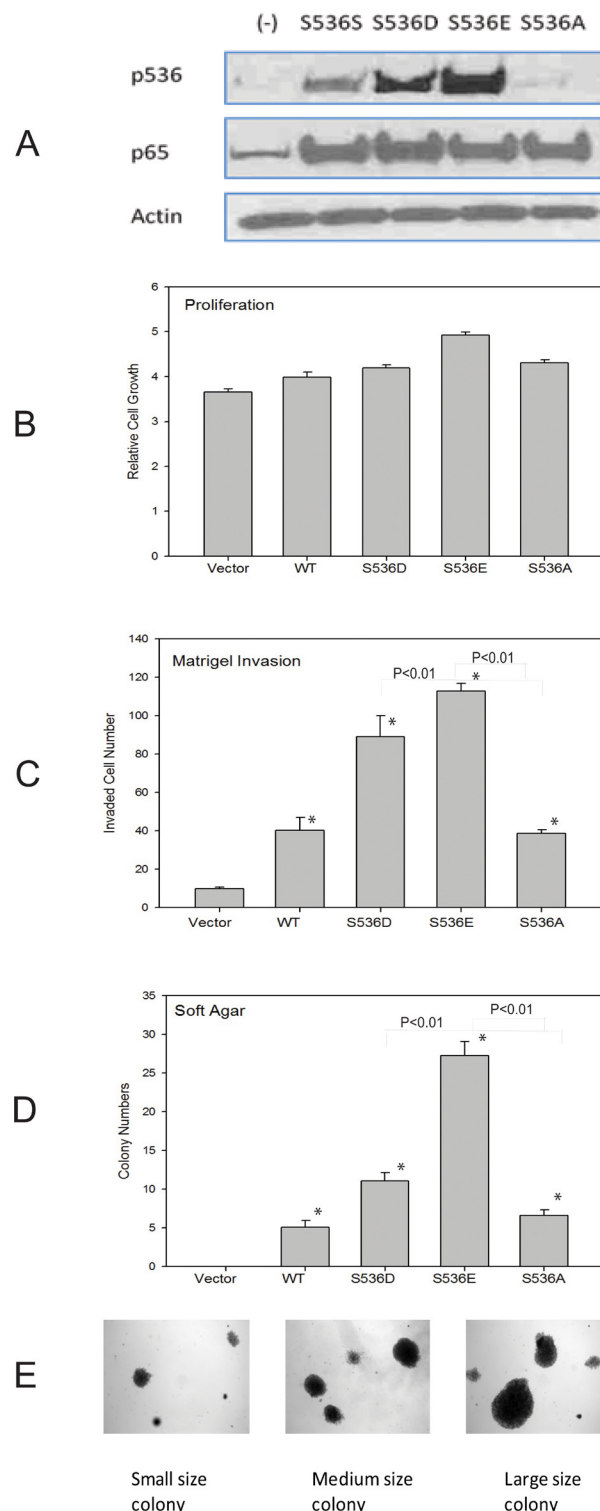 (-) S536S S536D S536E S536A
p536
A
p65
Actin
6
Proliferation
5
4
B
Relative Cell Growth
3
2
1
0
Vector WT S536D S536E S536A
140
Matrigel Invasion
P<0.01
120
P<0.01
*
100
*
C
Invaded Cell Number
80
60
40
*
*
20
0
Vector WT S536D S536E S536A
35
Soft Agar
P<0.01
30
P<0.01
*
25
D
Colony Numbers
20
15
*
10
*
*
5
0
Vector WT S536D S536E S536A
E
Small size Medium size Large size
colony colony colony